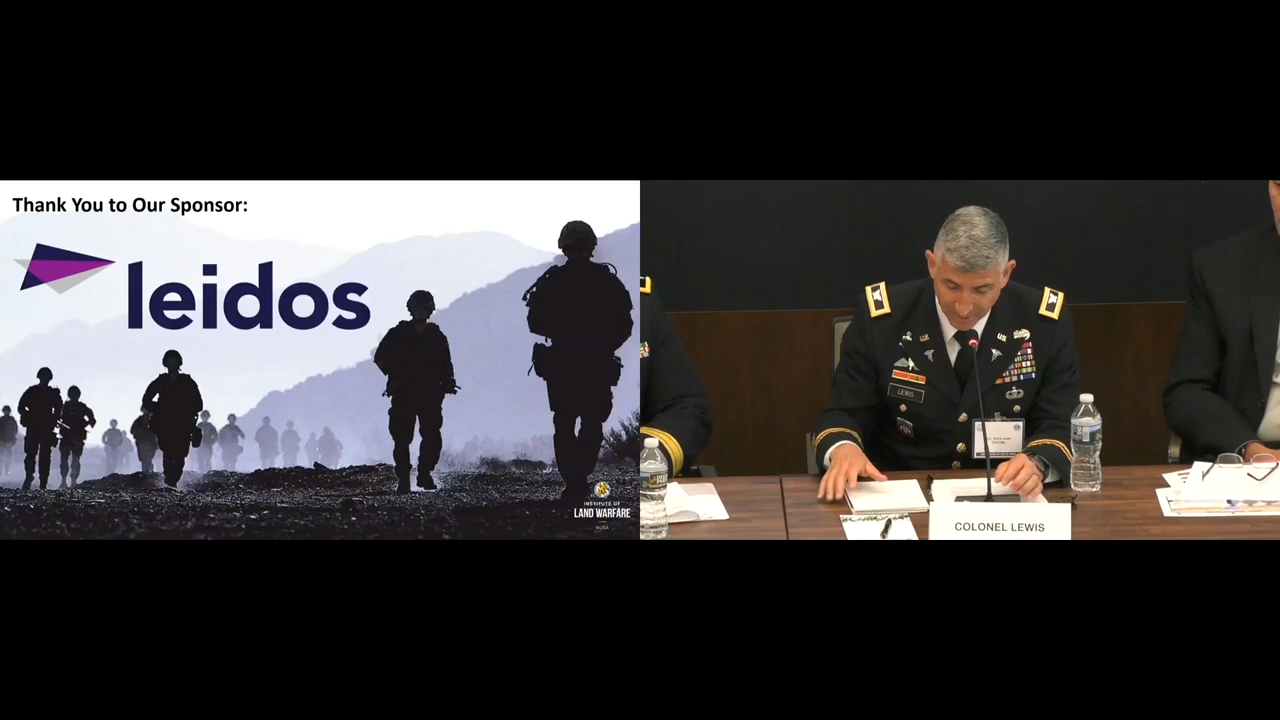 Thank You to Our Sponsor:
leidos
INSTITUTE OF
LAND WARFARE
AUSA
U.S.
LEWIS
COLONEL LEWIS